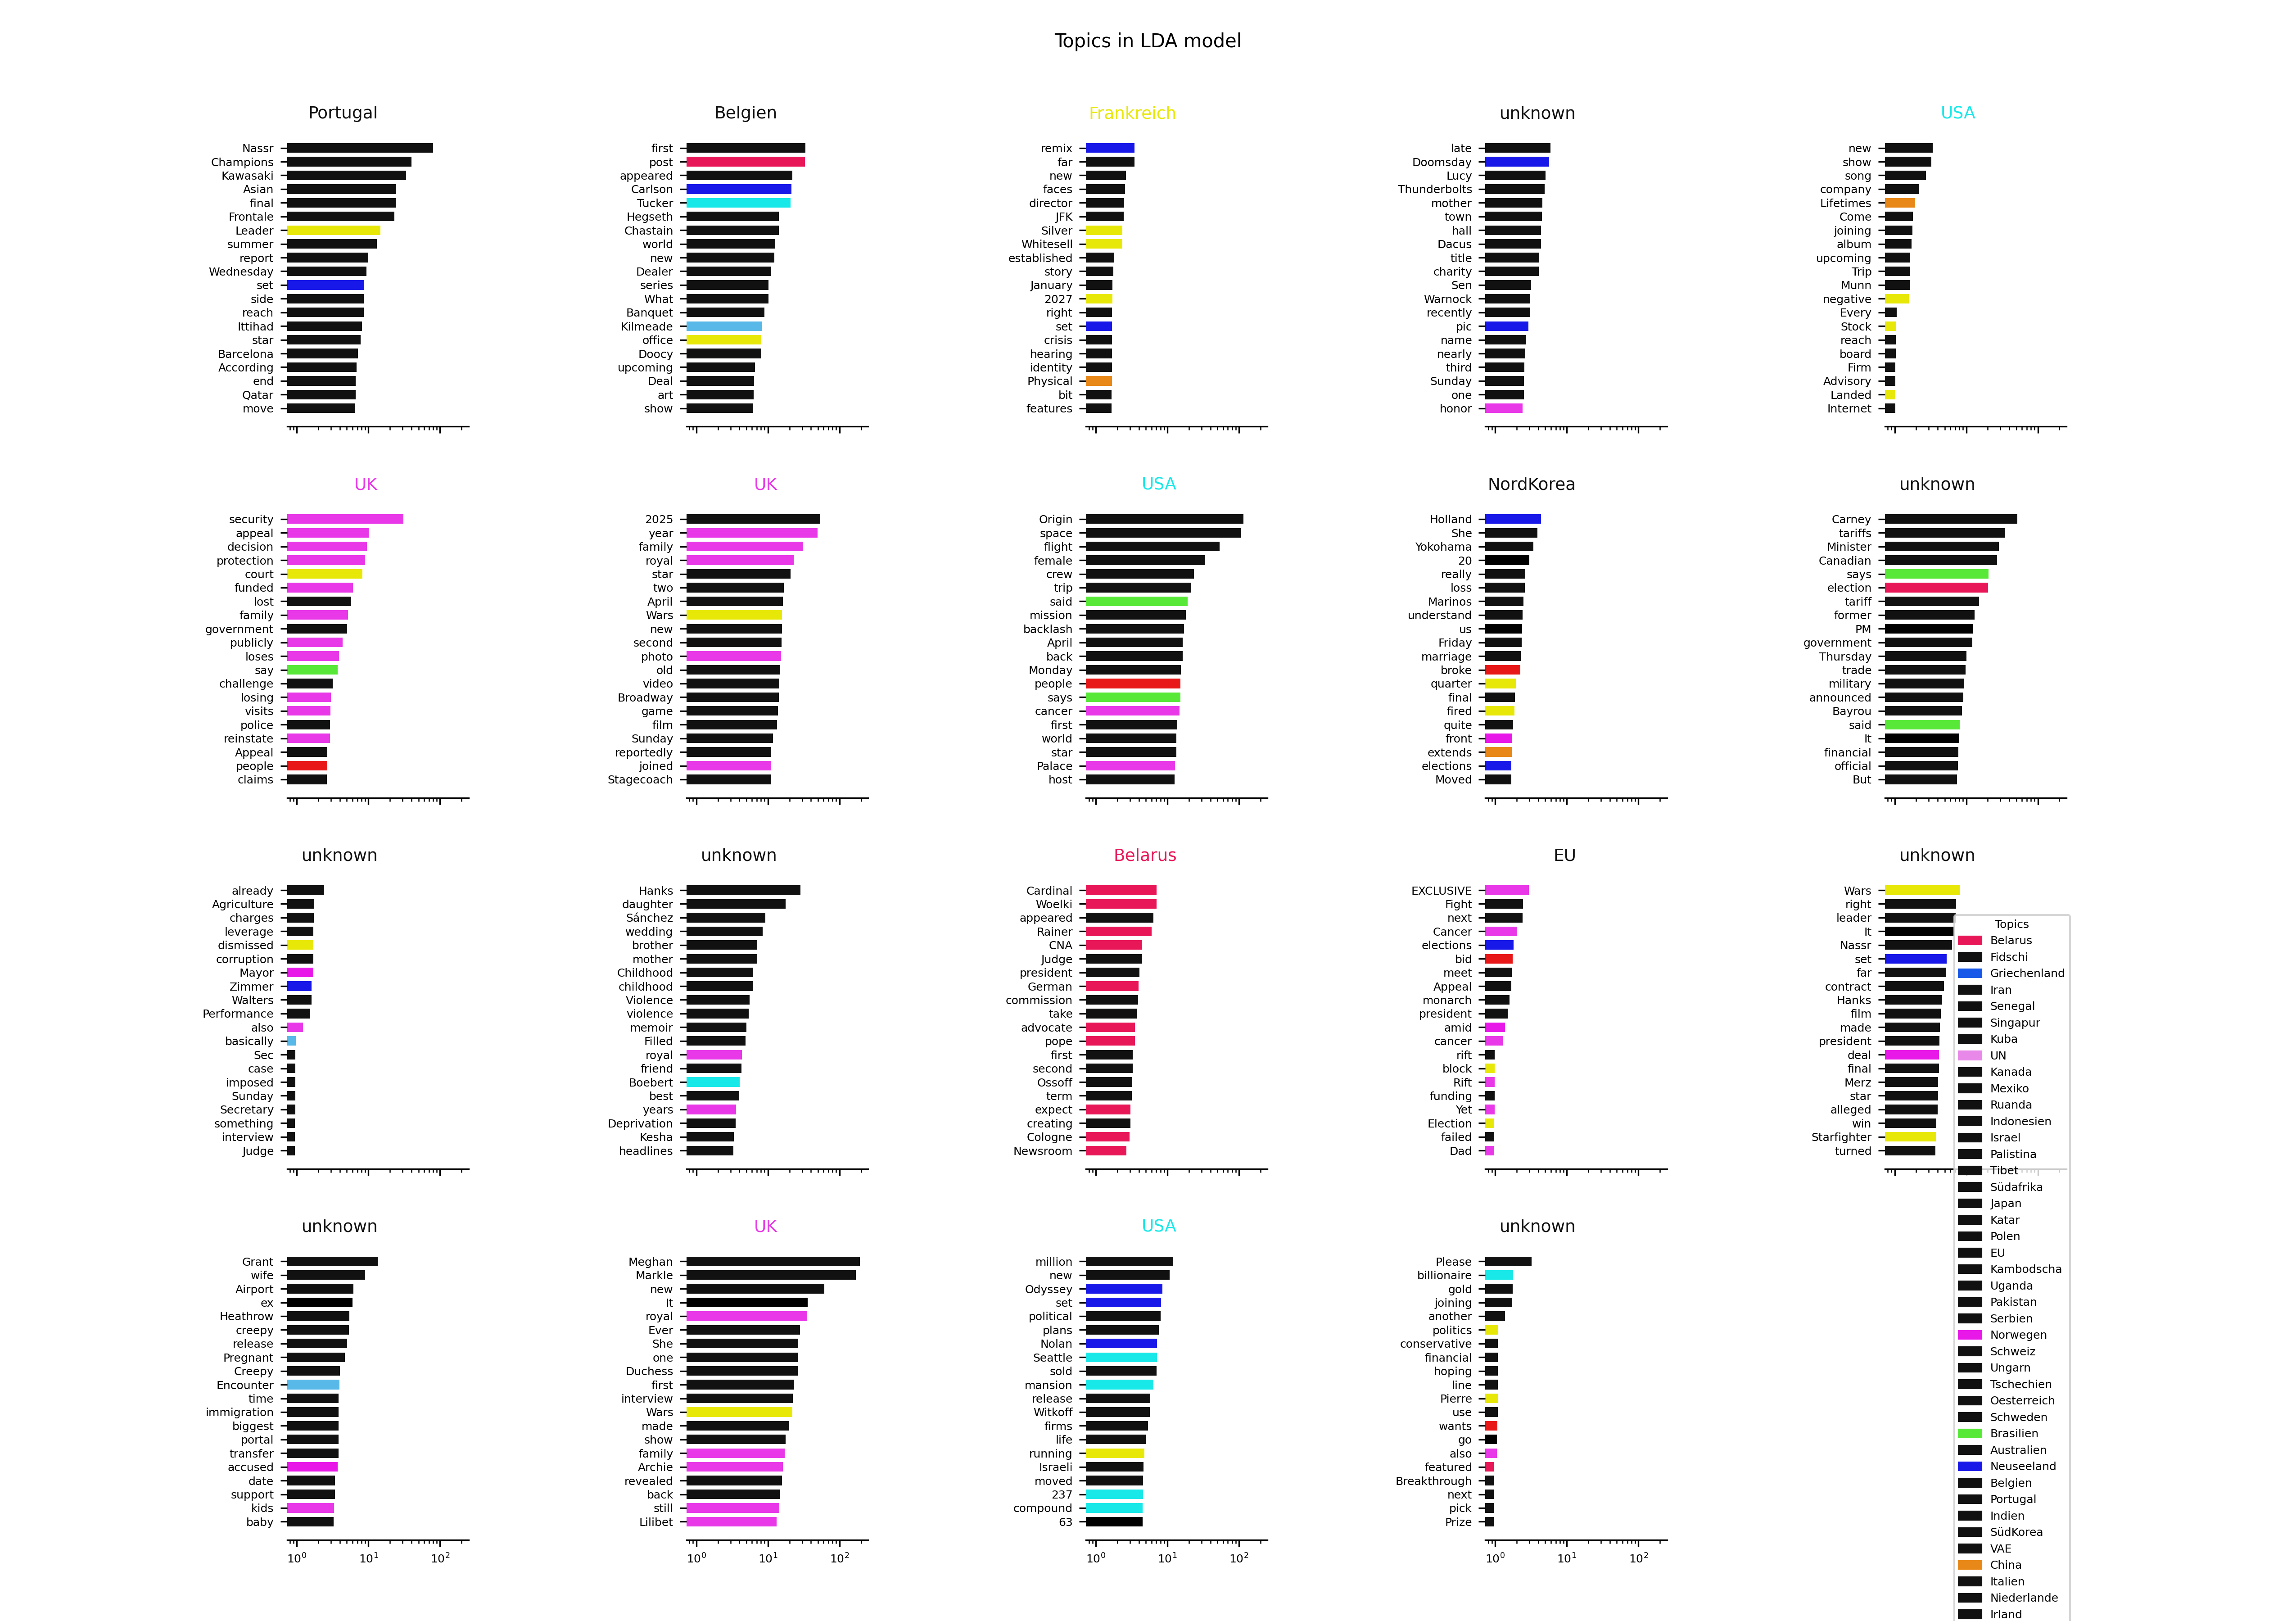 Topics in LDA model
Portugal
Nassr
Champions
Kawasaki
Asian
final
Frontale
Leader
summer
report
Wednesday
set
side
reach
Ittihad
star
Barcelona
According
end
Qatar
move
Belgien
first
post
appeared
Carlson
Tucker
Hegseth
Chastain
world
new
Dealer
series
What
Banquet
Kilmeade
office
Doocy
upcoming
Deal
art
show
Frankreich
remix
far
new
faces
director
JFK
Silver
Whitesell
established
story
January
2027
right
set
crisis
hearing
identity
Physical
bit
features
unknown
late
Doomsday
Lucy
Thunderbolts
mother
town
hall
Dacus
title
charity
Sen
Warnock
recently
pic
name
nearly
third
Sunday
one
honor
USA
new
show
song
company
Lifetimes
Come
joining
album
upcoming
Trip
Munn
negative
Every
Stock
reach
board
Firm
Advisory
Landed
Internet
UK
security
appeal
decision
protection
court
funded
lost
family
government
publicly
loses
say
challenge
losing
visits
police
reinstate
Appeal
people
claims
UK
2025
year
family
royal
star
two
April
Wars
new
second
photo
old
video
Broadway
game
film
Sunday
reportedly
joined
Stagecoach
USA
Origin
space
flight
female
crew
trip
said
mission
backlash
April
back
Monday
people
says
cancer
first
world
star
Palace
host
NordKorea
Holland
She
Yokohama
20
really
loss
Marinos
understand
us
Friday
marriage
broke
quarter
final
fired
quite
front
extends
elections
Moved
unknown
Carney
tariffs
Minister
Canadian
says
election
tariff
former
PM
government
Thursday
trade
military
announced
Bayrou
said
It
financial
official
But
unknown
already
Agriculture
charges
leverage
dismissed
corruption
Mayor
Zimmer
Walters
Performance
also
basically
Sec
case
imposed
Sunday
Secretary
something
interview
Judge
unknown
Hanks
daughter
Sánchez
wedding
brother
mother
Childhood
childhood
Violence
violence
memoir
Filled
royal
friend
Boebert
best
years
Deprivation
Kesha
headlines
Belarus
Cardinal
Woelki
appeared
Rainer
CNA
Judge
president
German
commission
take
advocate
pope
first
second
Ossoff
term
expect
creating
Cologne
Newsroom
EU
EXCLUSIVE
Fight
next
Cancer
elections
bid
meet
Appeal
monarch
president
amid
cancer
rift
block
Rift
funding
Yet
Election
failed
Dad
unknown
Wars
right
leader
It
Nassr
set
far
contract
Hanks
film
made
president
deal
final
Merz
star
alleged
win
Starfighter
turned
unknown
Grant
wife
Airport
ex
Heathrow
creepy
release
Pregnant
Creepy
Encounter
time
immigration
biggest
portal
transfer
accused
date
support
kids
baby
10⁰ 10¹ 10²
UK
Meghan
Markle
new
It
royal
Ever
She
one
Duchess
first
interview
Wars
made
show
family
Archie
revealed
back
still
Lilibet
10⁰ 10¹ 10²
USA
million
new
Odyssey
set
political
plans
Nolan
Seattle
sold
mansion
release
Witkoff
firms
life
running
Israeli
moved
237
compound
63
10⁰ 10¹ 10²
unknown
Please
billionaire
gold
joining
another
politics
conservative
financial
hoping
line
Pierre
use
wants
go
also
featured
Breakthrough
next
pick
Prize
10⁰ 10¹ 10²
Topics
Belarus
Fidschi
Griechenland
Iran
Senegal
Singapur
Kuba
UN
Kanada
Mexiko
Ruanda
Indonesien
Israel
Palistina
Tibet
Südafrika
Japan
Katar
Polen
EU
Kambodscha
Uganda
Pakistan
Serbien
Norwegen
Schweiz
Ungarn
Tschechien
Oesterreich
Schweden
Brasilien
Australien
Neuseeland
Belgien
Portugal
Indien
SüdKorea
VAE
China
Italien
Niederlande
Irland